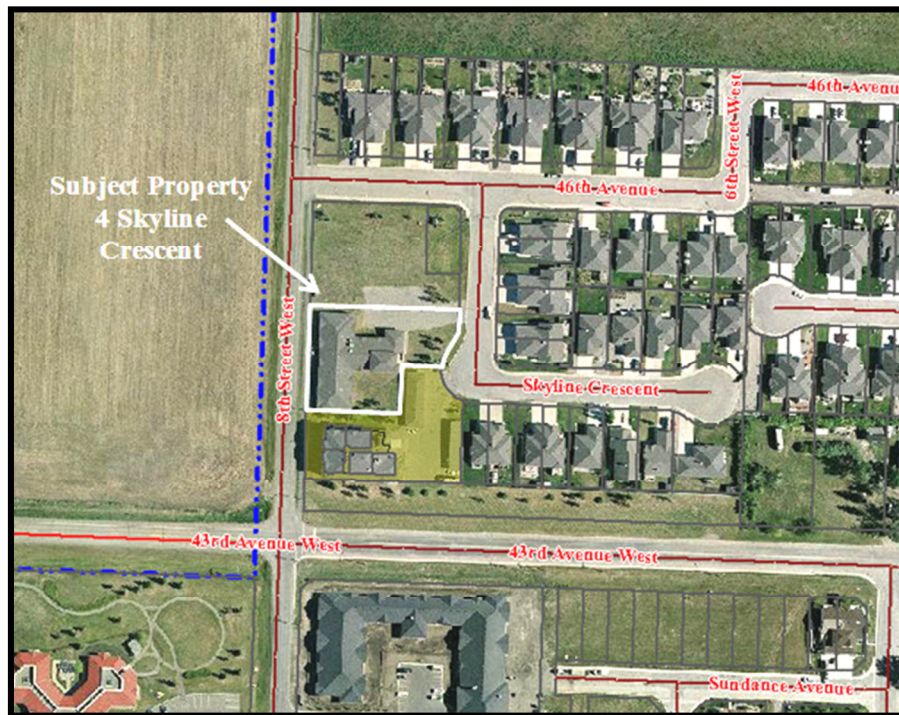 46th Avenu
6th Street West
46th Avenue
Subject Property
4 Skyline
Crescent
8th Street West
Skyline Crescent
43rd Avenue West
43rd Avenue West
Sundance Avenue